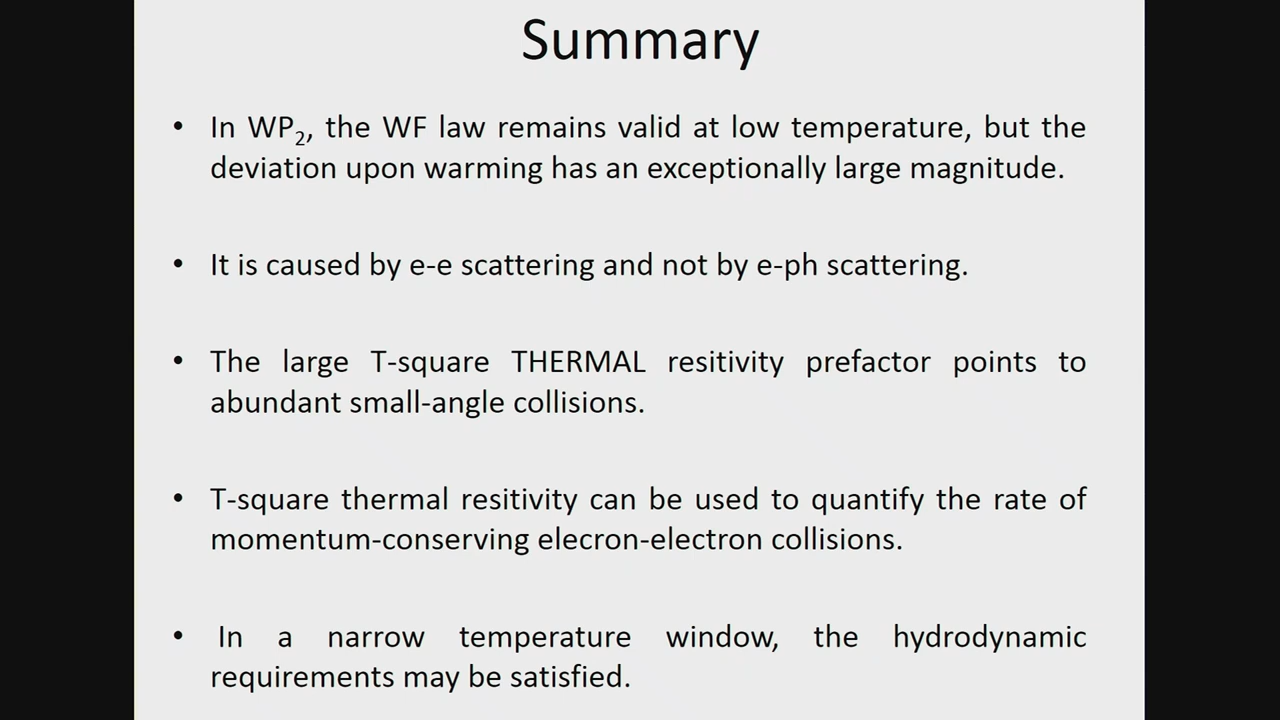 Summary
• In WP₂, the WF law remains valid at low temperature, but the
deviation upon warming has an exceptionally large magnitude.
• It is caused by e-e scattering and not by e-ph scattering.
• The large T-square THERMAL resitivity prefactor points to
abundant small-angle collisions.
• T-square thermal resitivity can be used to quantify the rate of
momentum-conserving elecron-electron collisions.
• In a narrow temperature window, the hydrodynamic
requirements may be satisfied.